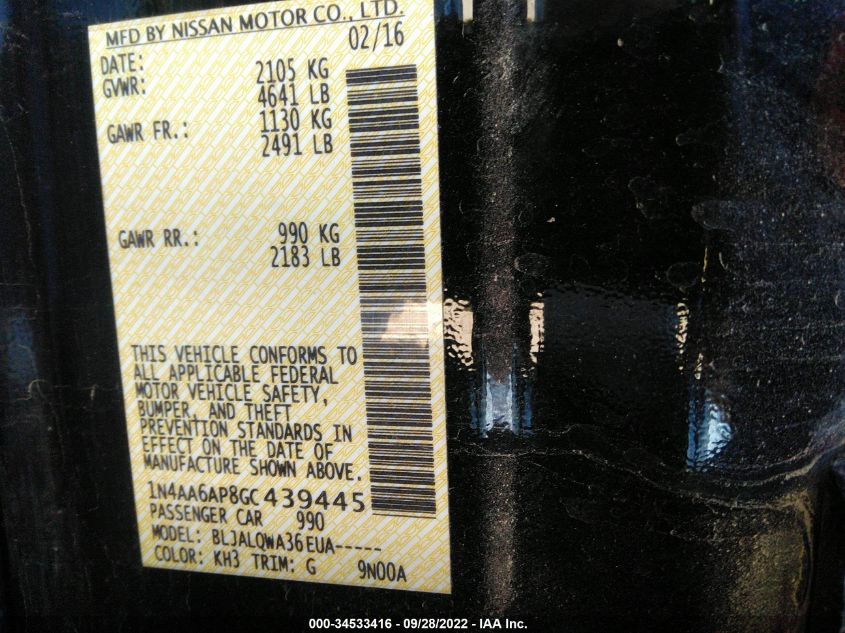 MFD BY NISSAN MOTOR CO., LTD.
DATE: 02/16
GVWR: 2105 KG
4641 LB
GAWR FR.: 1130 KG
2491 LB
GAWR RR.: 990 KG
2183 LB
THIS VEHICLE CONFORMS TO
ALL APPLICABLE FEDERAL
MOTOR VEHICLE SAFETY,
BUMPER, AND THEFT
PREVENTION STANDARDS IN
EFFECT ON THE DATE OF
MANUFACTURE SHOWN ABOVE.
1N4AA6AP8GC439445
PASSENGER CAR 990
MODEL: BLJALQWA36EUA-----
COLOR: KH3 TRIM: G 9N00A
000-34533416 - 09/28/2022 - IAA Inc.